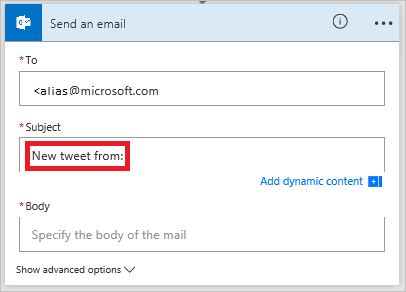 Send an email
*To
<alias@microsoft.com
*Subject
New tweet from:
Add dynamic content
*Body
Specify the body of the mail
Show advanced options